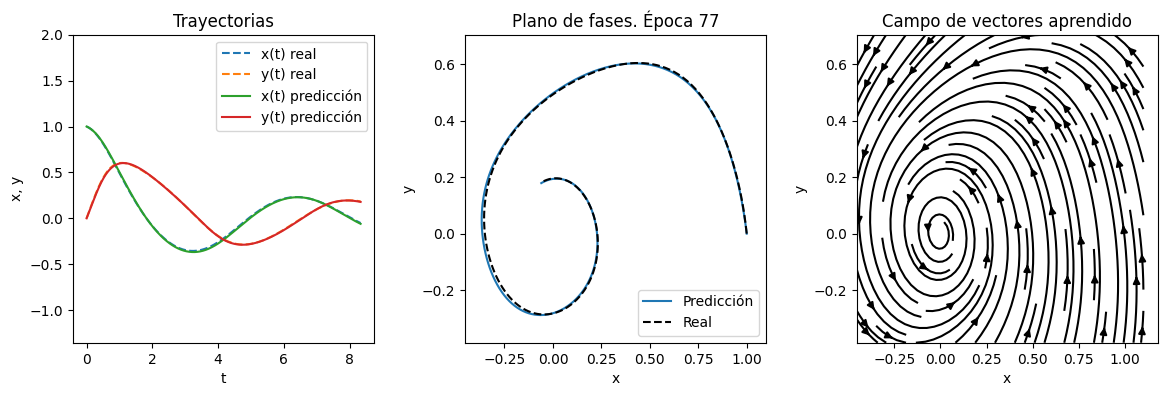 Trayectorias
2.0
1.5
1.0
0.5
0.0
−0.5
−1.0
x, y
0 2 4 6 8
t
x(t) real
y(t) real
x(t) predicción
y(t) predicción
Plano de fases. Época 77
0.6
0.4
0.2
0.0
−0.2
y
−0.25 0.00 0.25 0.50 0.75 1.00
x
Predicción
Real
Campo de vectores aprendido
0.6
0.4
0.2
0.0
−0.2
y
−0.25 0.00 0.25 0.50 0.75 1.00
x